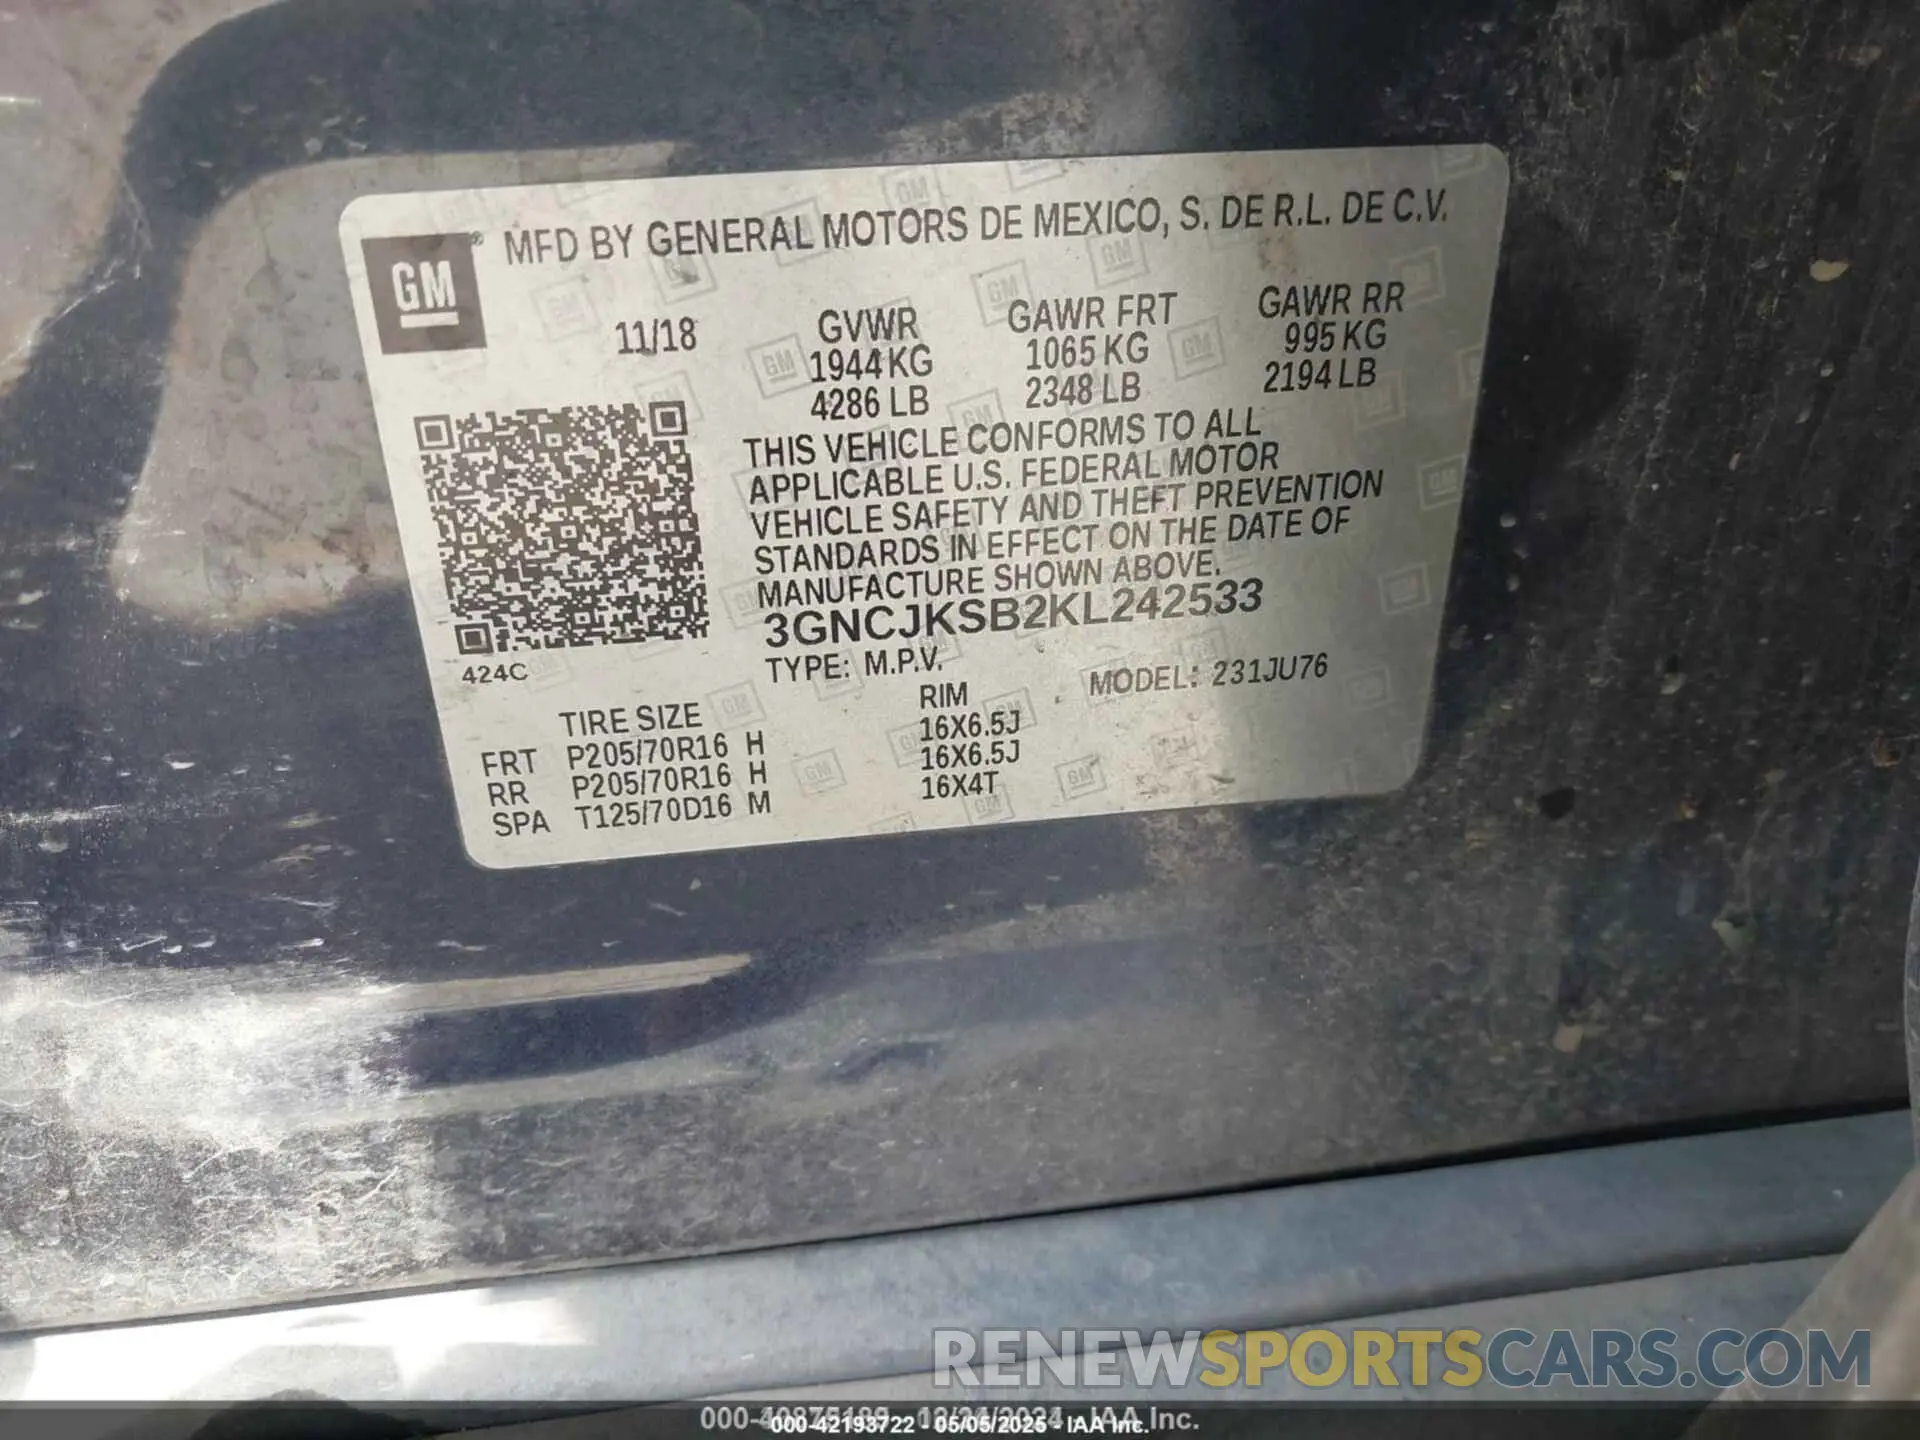 GM ® MFD BY GENERAL MOTORS DE MEXICO, S. DE R.L. DE C.V.
11/18 GVWR GAWR FRT GAWR RR
1944 KG 1065 KG 995 KG
4286 LB 2348 LB 2194 LB
THIS VEHICLE CONFORMS TO ALL
APPLICABLE U.S. FEDERAL MOTOR
VEHICLE SAFETY AND THEFT PREVENTION
STANDARDS IN EFFECT ON THE DATE OF
MANUFACTURE SHOWN ABOVE.
3GNCJKSB2KL242533
424C
TYPE: M.P.V. MODEL: 231JU76
TIRE SIZE RIM
FRT P205/70R16 H 16X6.5J
RR P205/70R16 H 16X6.5J
SPA T125/70D16 M 16X4T
RENEWSPORTSCARS.COM
000-42193722 - 05/05/2025 - IAA Inc.